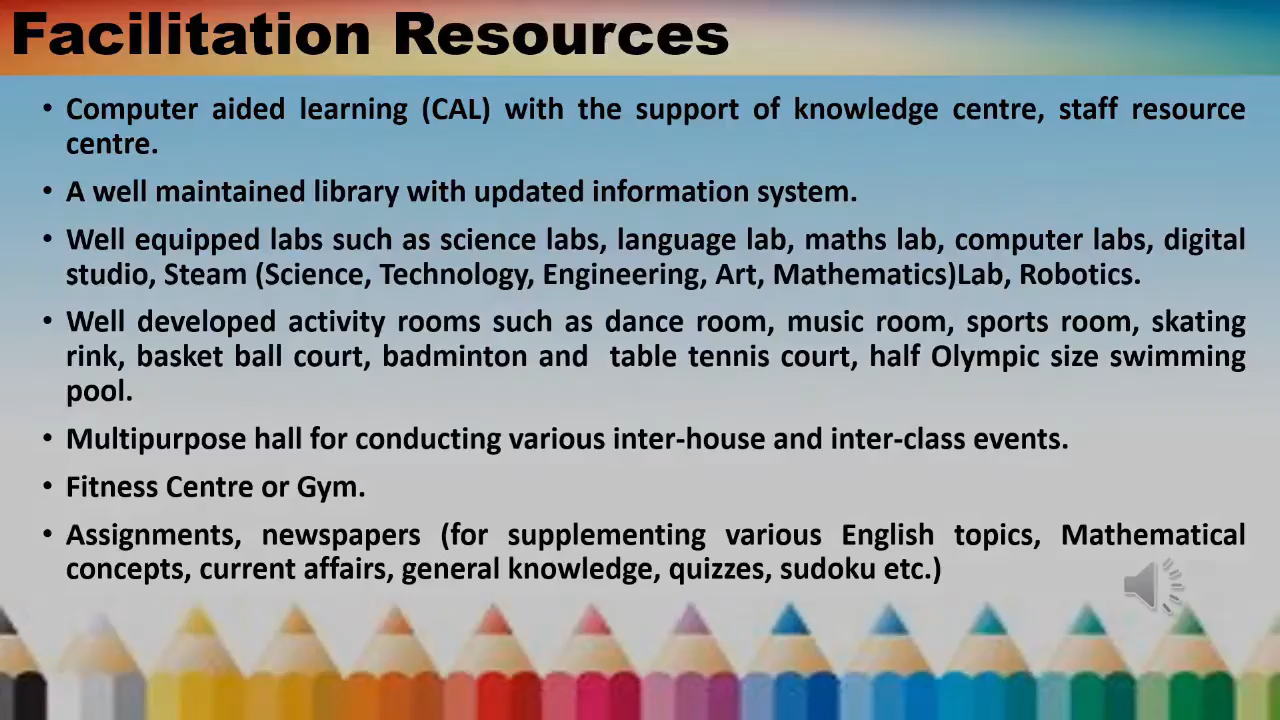 Facilitation Resources
• Computer aided learning (CAL) with the support of knowledge centre, staff resource
centre.
• A well maintained library with updated information system.
• Well equipped labs such as science labs, language lab, maths lab, computer labs, digital
studio, Steam (Science, Technology, Engineering, Art, Mathematics)Lab, Robotics.
• Well developed activity rooms such as dance room, music room, sports room, skating
rink, basket ball court, badminton and  table tennis court, half Olympic size swimming
pool.
• Multipurpose hall for conducting various inter-house and inter-class events.
• Fitness Centre or Gym.
• Assignments, newspapers (for supplementing various English topics, Mathematical
concepts, current affairs, general knowledge, quizzes, sudoku etc.)